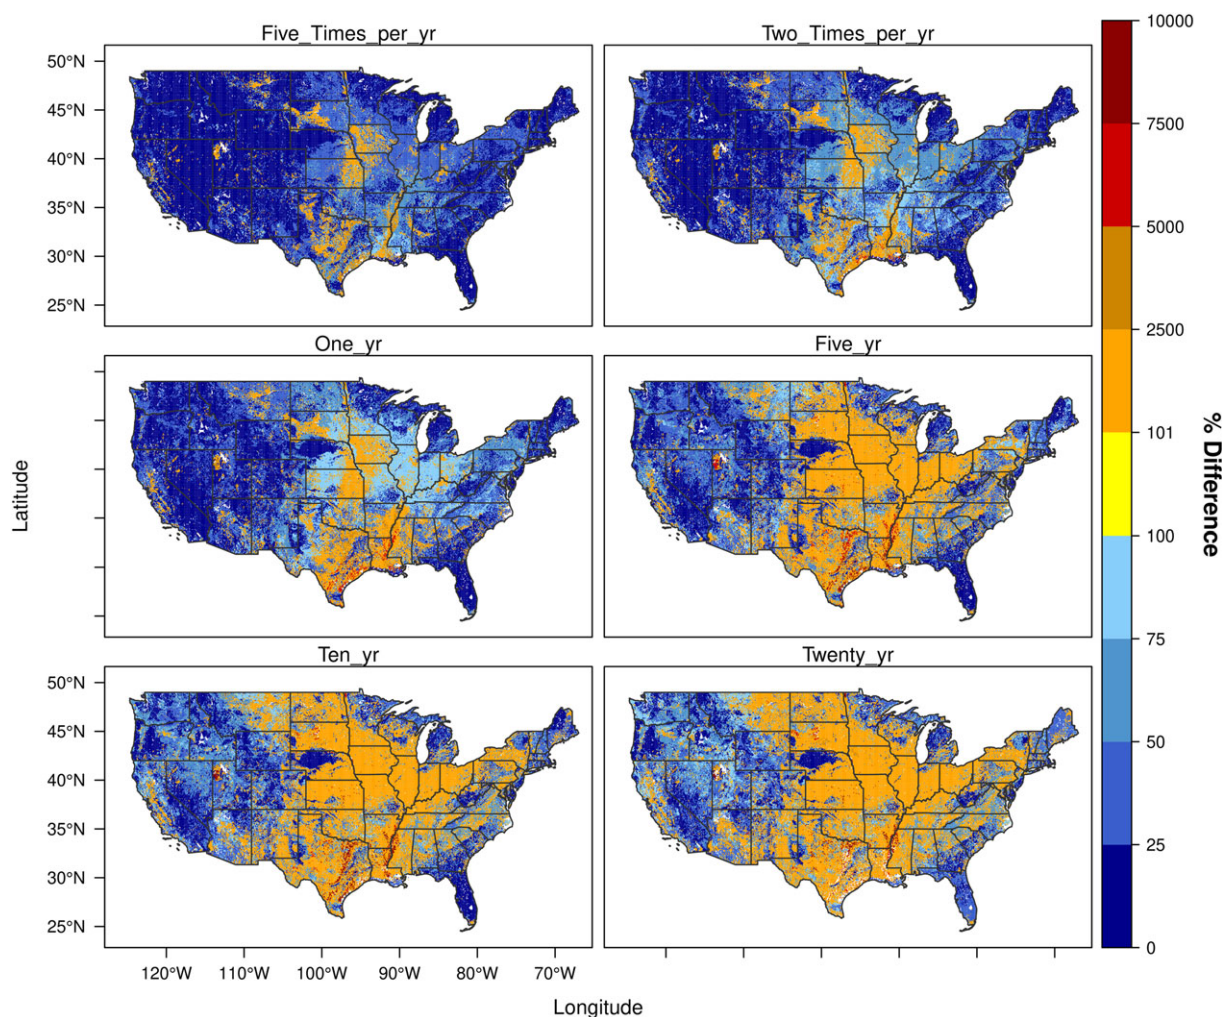 Five_Times_per_yr
Two_Times_per_yr
10000
50°N
45°N
40°N
35°N
30°N
25°N
7500
5000
One_yr
Five_yr
2500
101
100
75
50
25
0
% Difference
Latitude
Ten_yr
Twenty_yr
50°N
45°N
40°N
35°N
30°N
25°N
120°W 110°W 100°W 90°W 80°W 70°W
Longitude